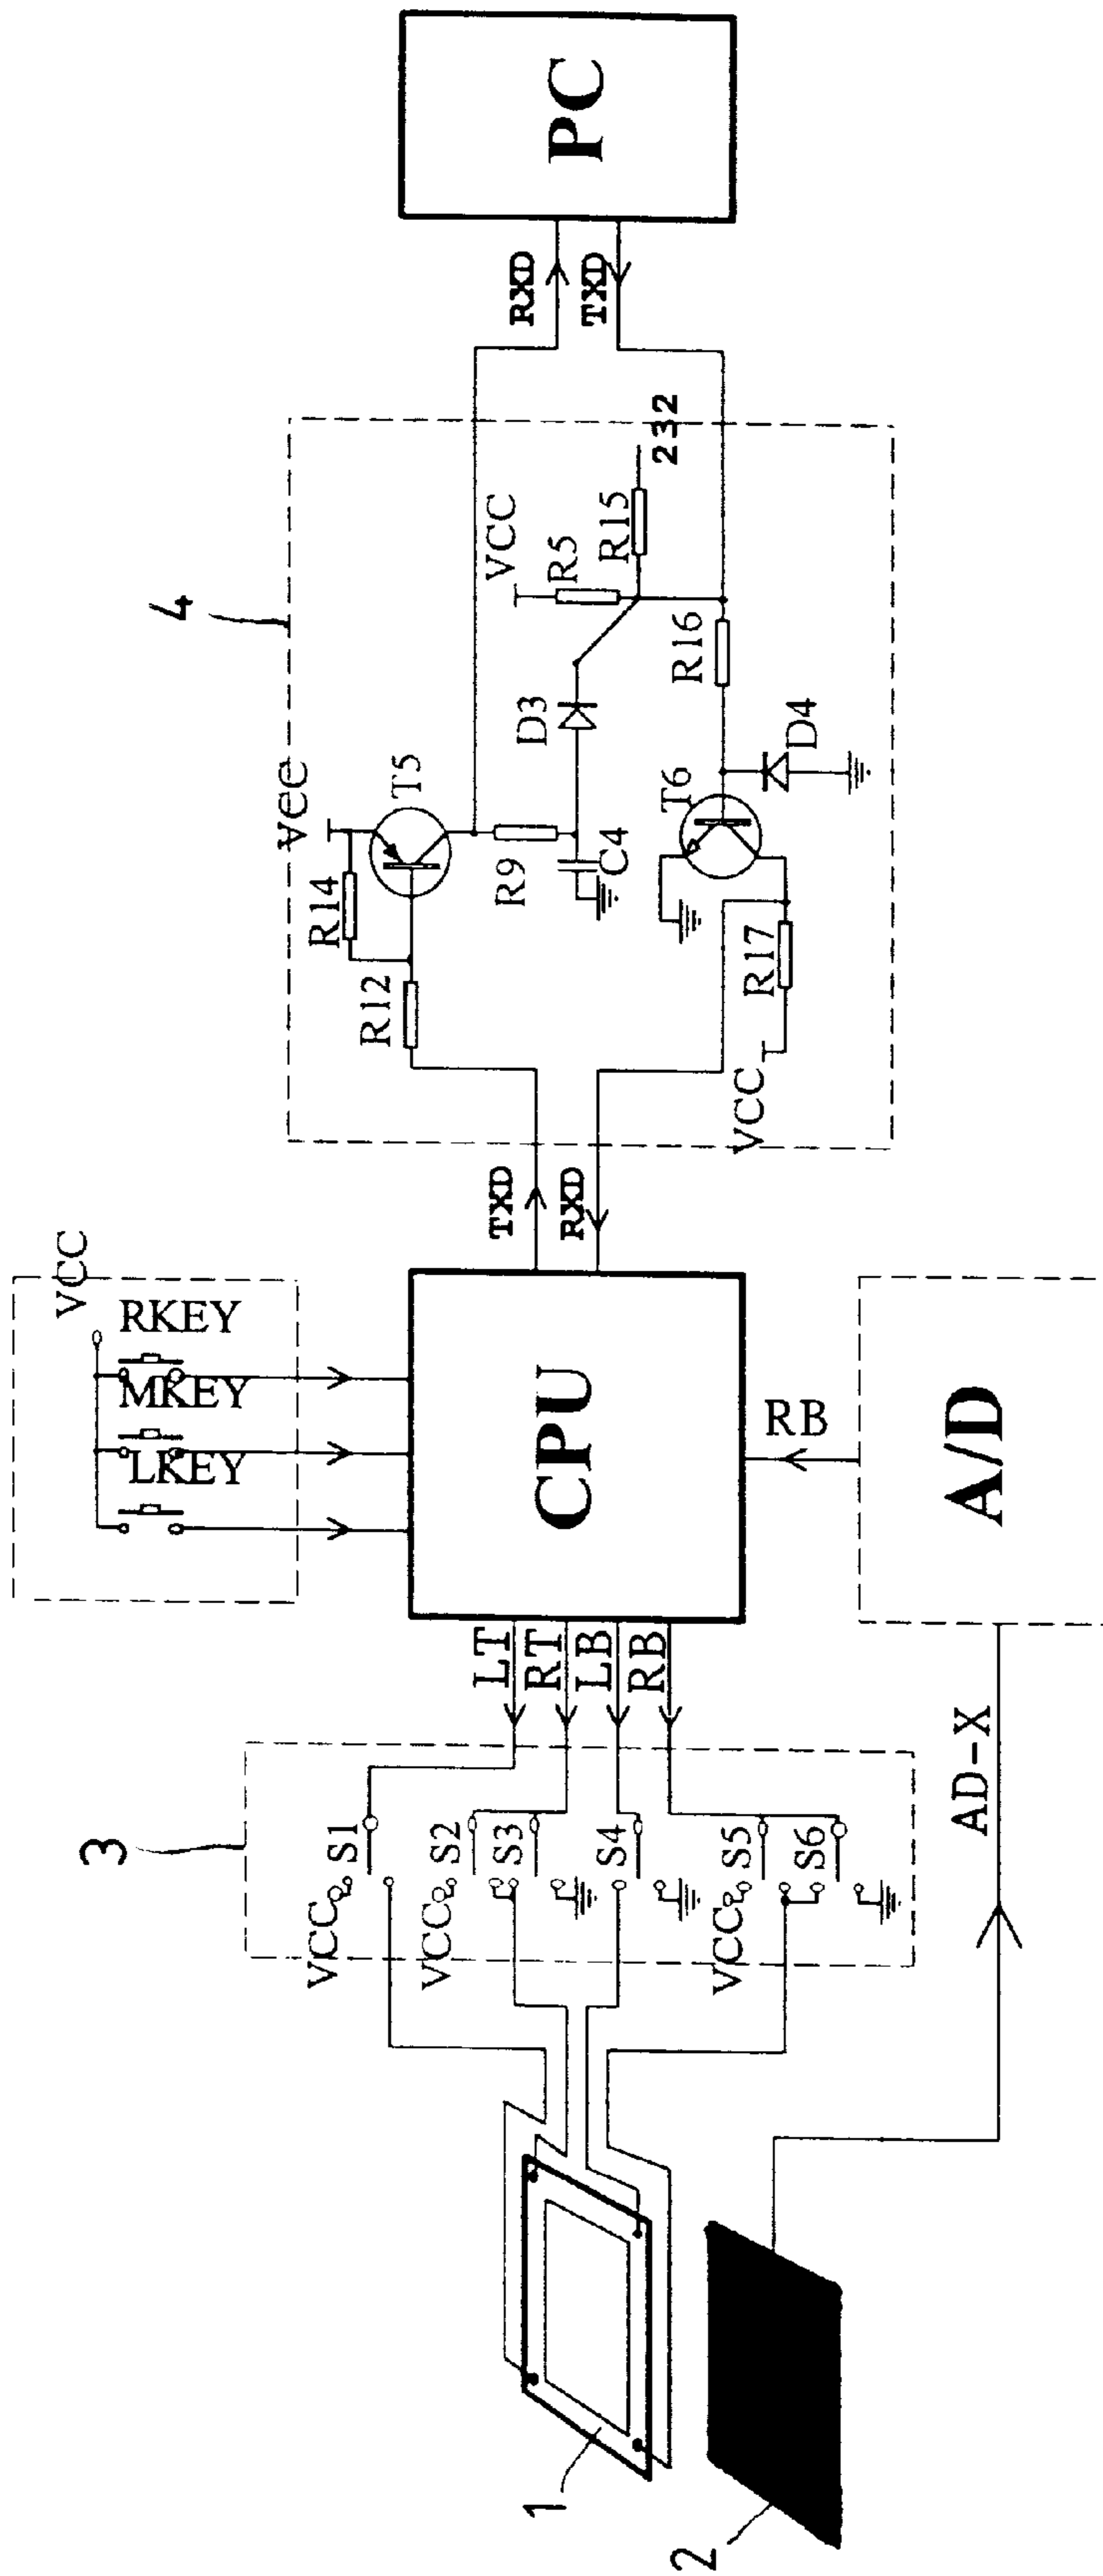 PC
RXD
TXD
4
VCC
R5
R15
232
Vcc
T5
R14
R12
R9
D3
C4
R16
T6
D4
R17
VCC
TXD
RXD
VCC
RKEY
MKEY
LKEY
CPU
RB
A/D
LT
RT
LB
RB
3
VCC
S1
VCC
S2
S3
S4
VCC
S5
S6
AD-X
1
2